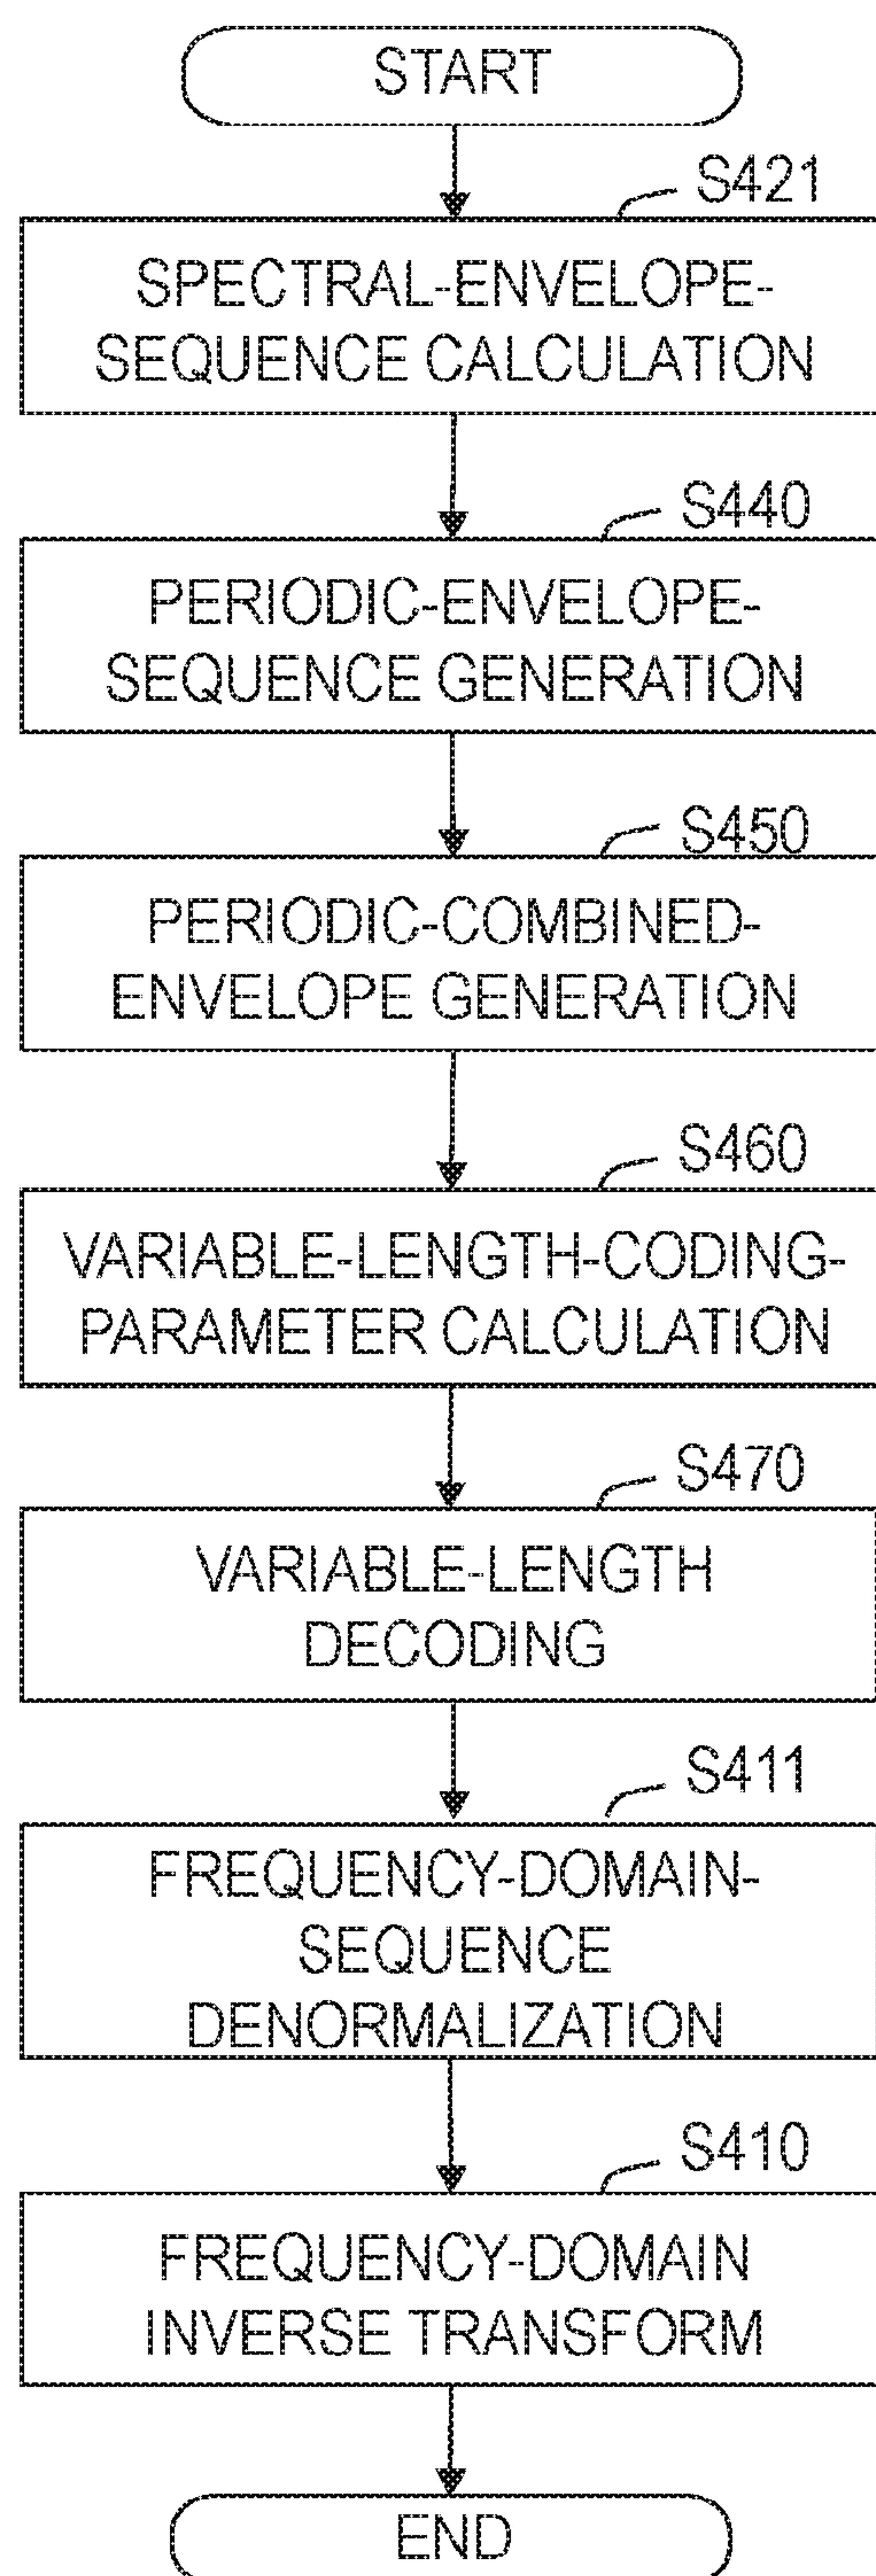 START
S421
SPECTRAL-ENVELOPE-
SEQUENCE CALCULATION
S440
PERIODIC-ENVELOPE-
SEQUENCE GENERATION
S450
PERIODIC-COMBINED-
ENVELOPE GENERATION
S460
VARIABLE-LENGTH-CODING-
PARAMETER CALCULATION
S470
VARIABLE-LENGTH
DECODING
S411
FREQUENCY-DOMAIN-
SEQUENCE
DENORMALIZATION
S410
FREQUENCY-DOMAIN
INVERSE TRANSFORM
END